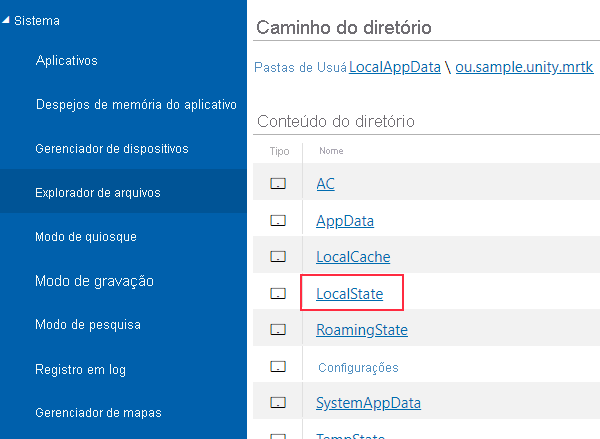 Sistema
Aplicativos
Despejos de memória do aplicativo
Gerenciador de dispositivos
Explorador de arquivos
Modo de quiosque
Modo de gravação
Modo de pesquisa
Registro em log
Gerenciador de mapas
Caminho do diretório
Pastas de Usuá LocalAppData \ ou.sample.unity.mrtk
Conteúdo do diretório
Tipo Nome
AC
AppData
LocalCache
LocalState
RoamingState
Configurações
SystemAppData
TempState